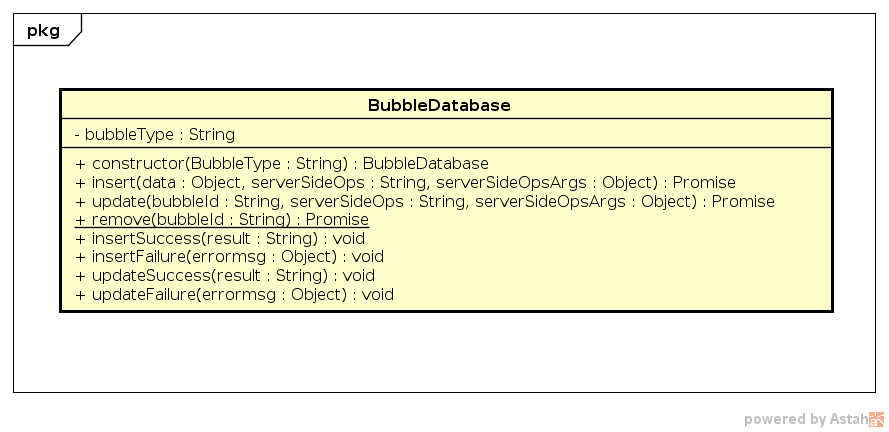 pkg
BubbleDatabase
- bubbleType : String
+ constructor(BubbleType : String) : BubbleDatabase
+ insert(data : Object, serverSideOps : String, serverSideOpsArgs : Object) : Promise
+ update(bubbleId : String, serverSideOps : String, serverSideOpsArgs : Object) : Promise
+ remove(bubbleId : String) : Promise
+ insertSuccess(result : String) : void
+ insertFailure(errormsg : Object) : void
+ updateSuccess(result : String) : void
+ updateFailure(errormsg : Object) : void
powered by Astah